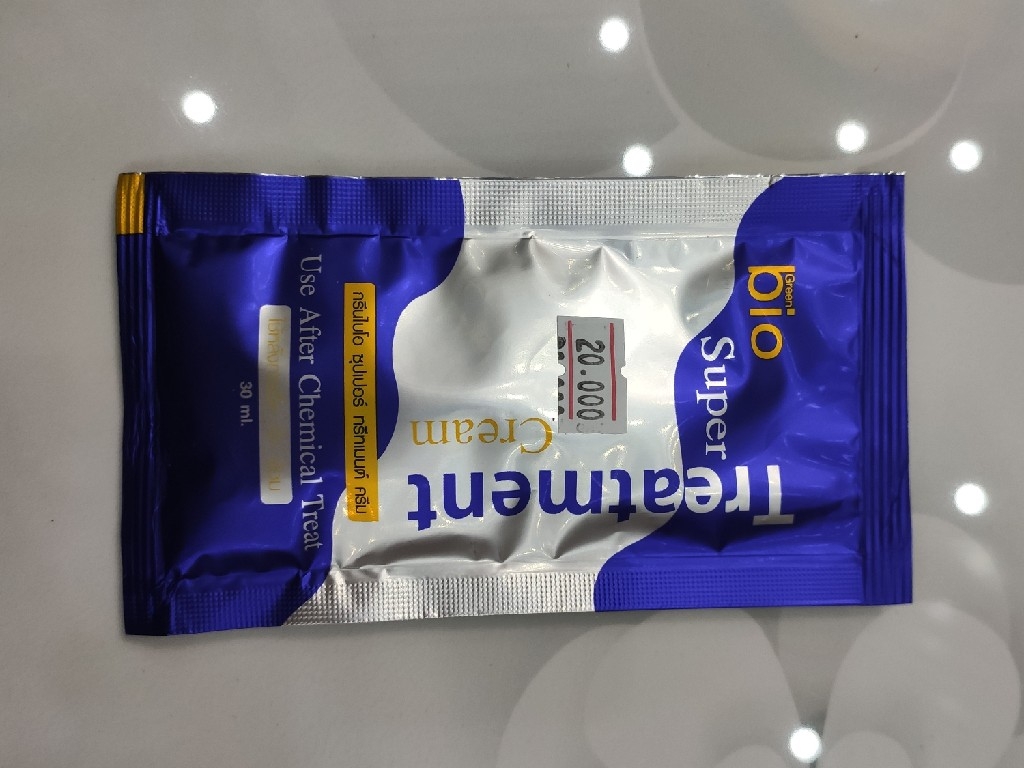 Green
bio
Super
Treatment
Cream
20.000
กรีนไบโอ ซุปเปอร์ ทรีทเมนต์ ครีม
Use After Chemical Treat
30 ml.